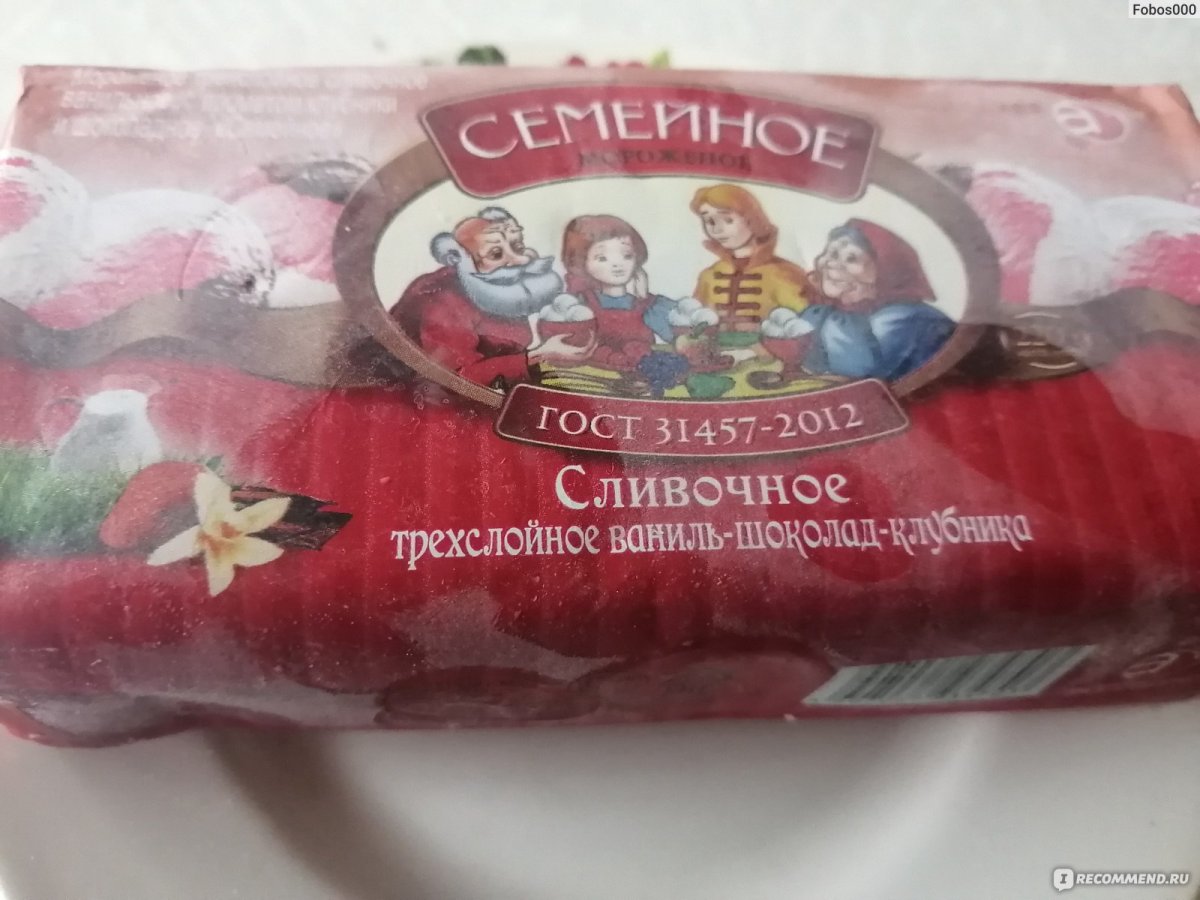 Fobos000
СЕМЕЙНОЕ
МОРОЖЕНОЕ
ГОСТ 31457-2012
Сливочное
трехслойное ваниль-шоколад-клубника
I RECOMMEND.RU